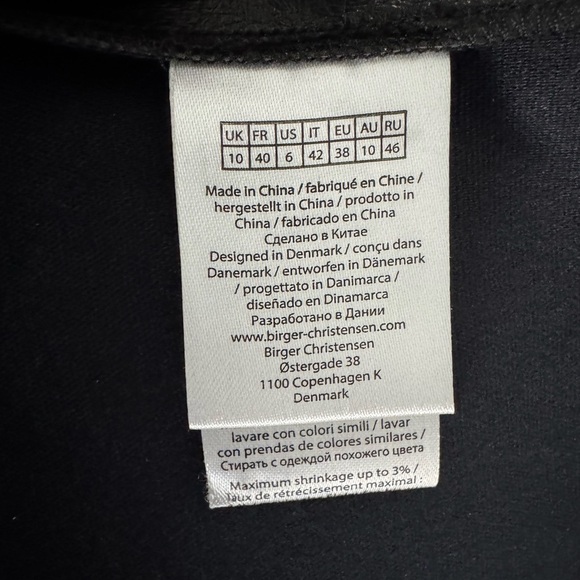 UK FR US IT EU AU RU
10 40 6 42 38 10 46
Made in China / fabriqué en Chine /
hergestellt in China / prodotto in
China / fabricado en China
Сделано в Китае
Designed in Denmark / conçu dans
Danemark / entworfen in Dänemark
/ progettato in Danimarca /
diseñado en Dinamarca
Разработано в Дании
www.birger-christensen.com
Birger Christensen
Østergade 38
1100 Copenhagen K
Denmark
lavare con colori simili / lavar
con prendas de colores similares /
Стирать с одеждой похожего цвета
Maximum shrinkage up to 3% /
Taux de rétrécissement maximal :